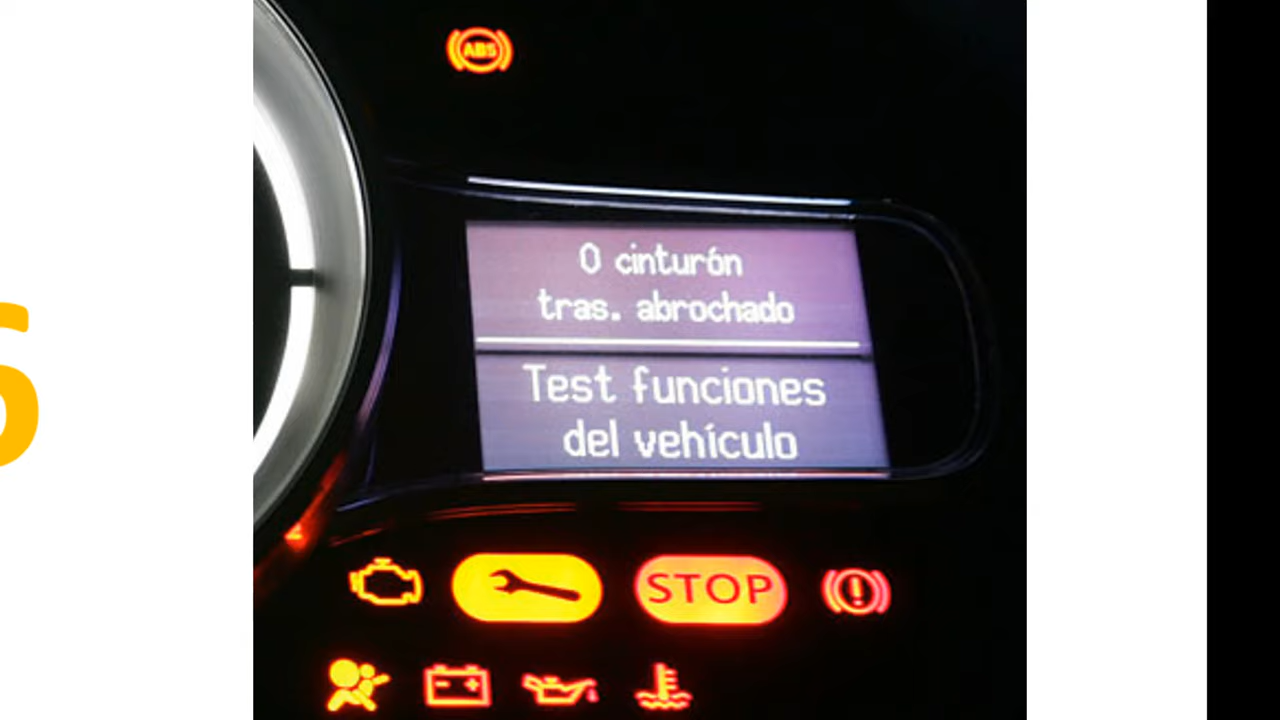 ABS
0 cinturón
tras. abrochado
Test funciones
del vehículo
STOP